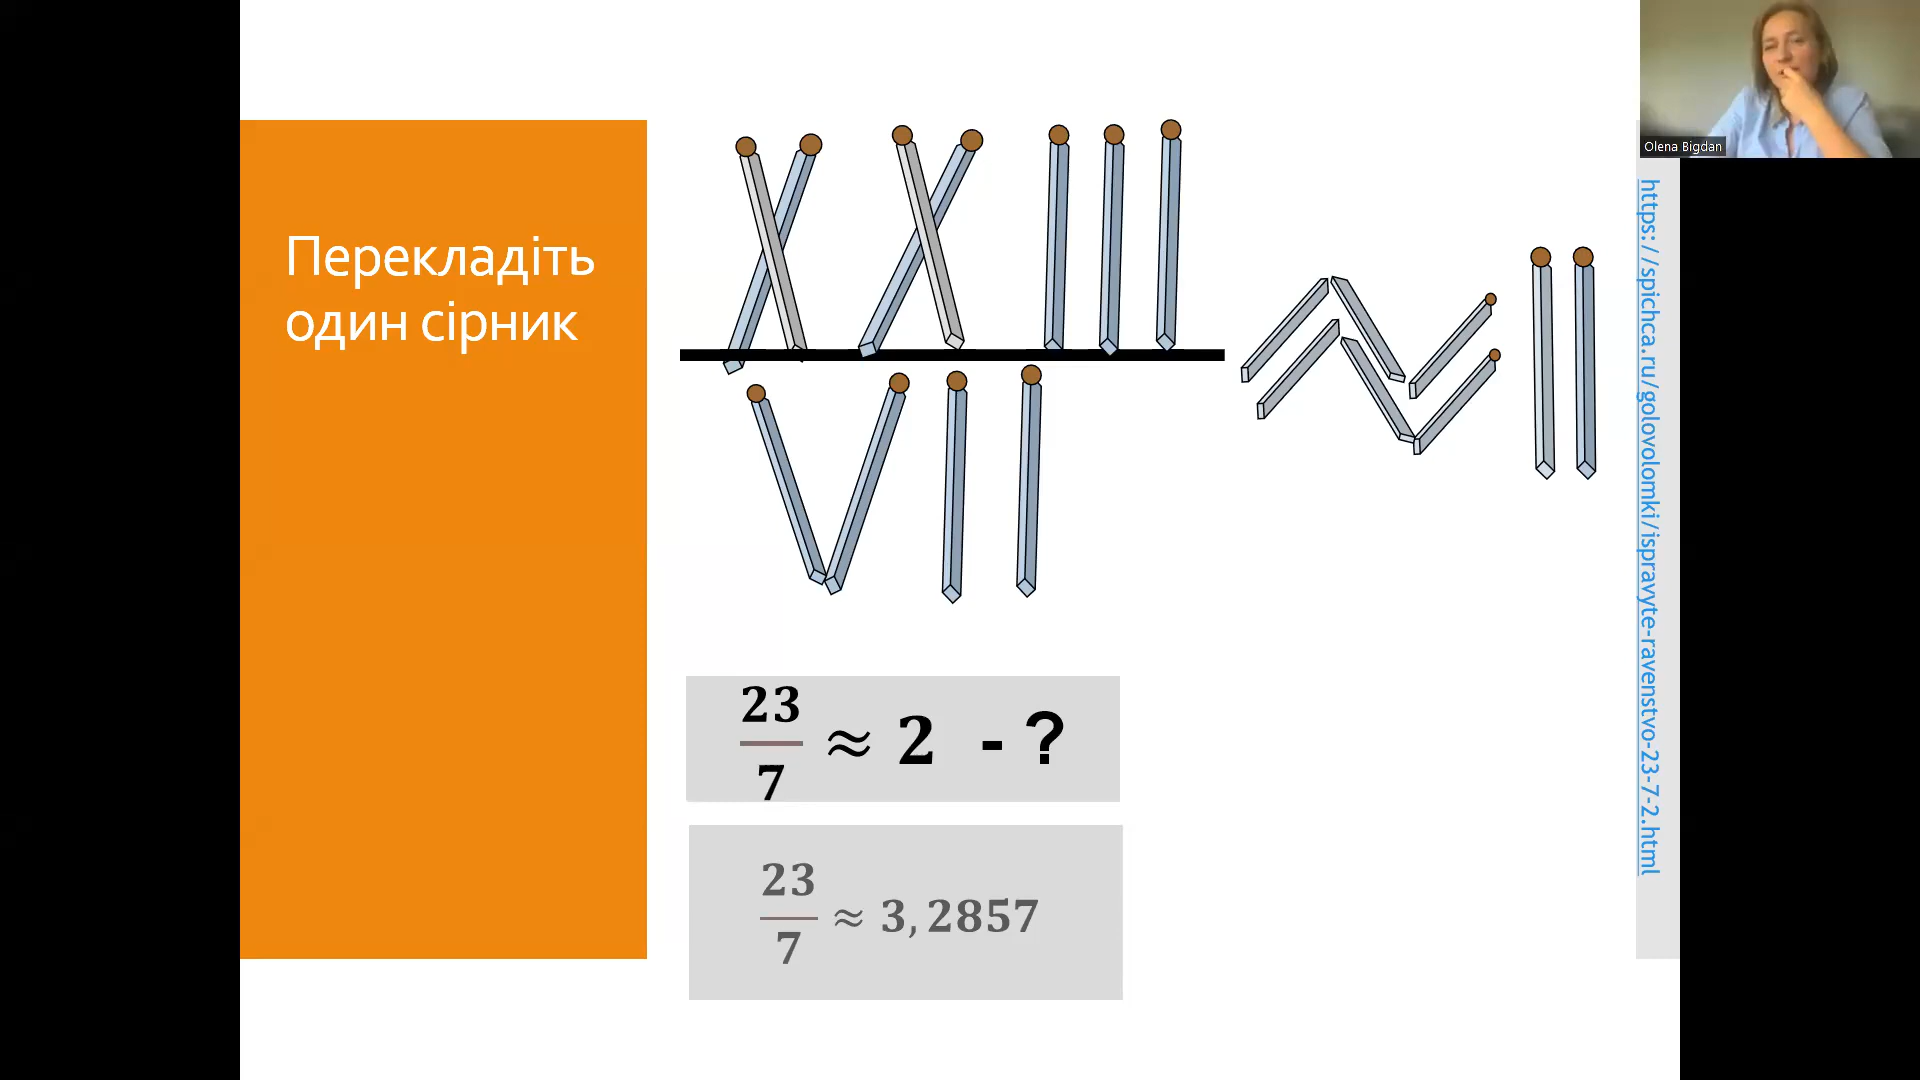 Перекладіть
один сірник
XXIII
VII
≈ II
23
7
≈ 2 - ?
23
7
≈ 3,2857
https://spichca.ru/golovolomki/ispravyte-ravenstvo-23-7-2.html
Olena Bigdan